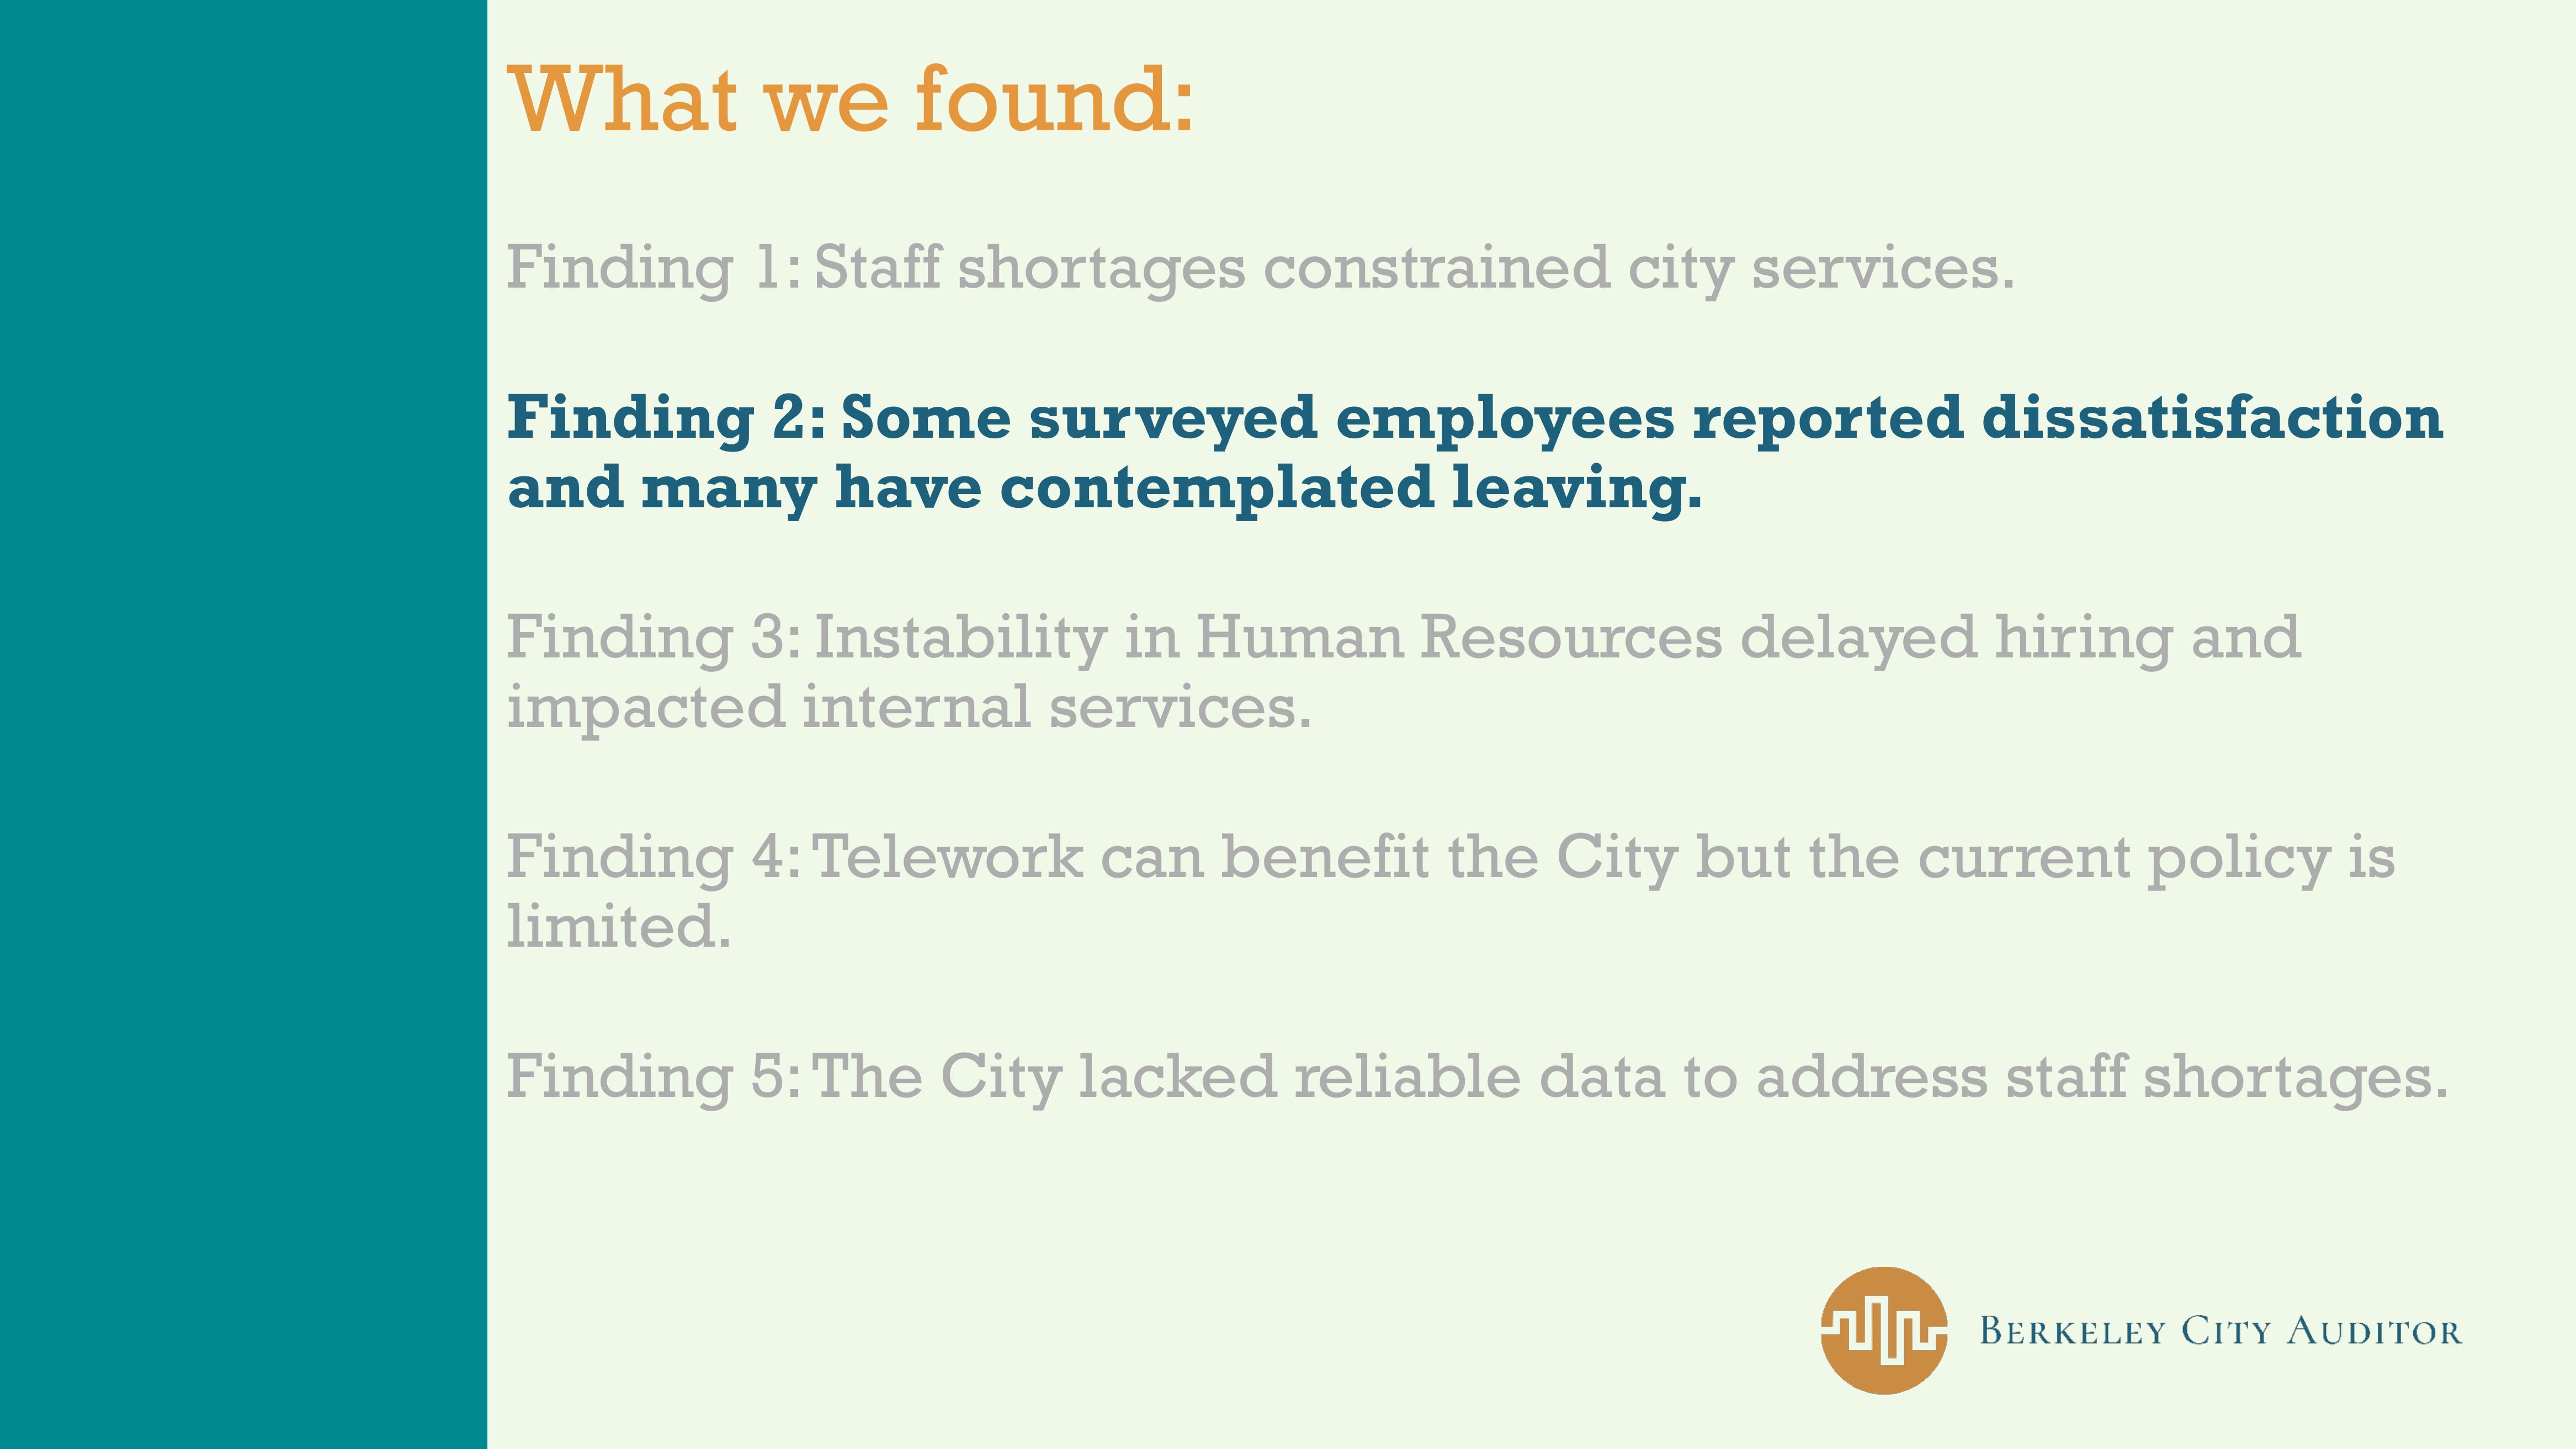 What we found:
Finding 1: Staff shortages constrained city services.
Finding 2: Some surveyed employees reported dissatisfaction
and many have contemplated leaving.
Finding 3: Instability in Human Resources delayed hiring and
impacted internal services.
Finding 4: Telework can benefit the City but the current policy is
limited.
Finding 5: The City lacked reliable data to address staff shortages.
BERKELEY CITY AUDITOR